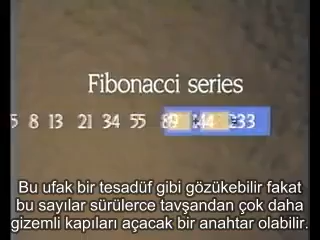 Fibonacci series
5 8 13 21 34 55 89 144 233
Bu ufak bir tesadüf gibi gözükebilir fakat
bu sayılar sürülerce tavşandan çok daha
gizemli kapıları açacak bir anahtar olabilir.